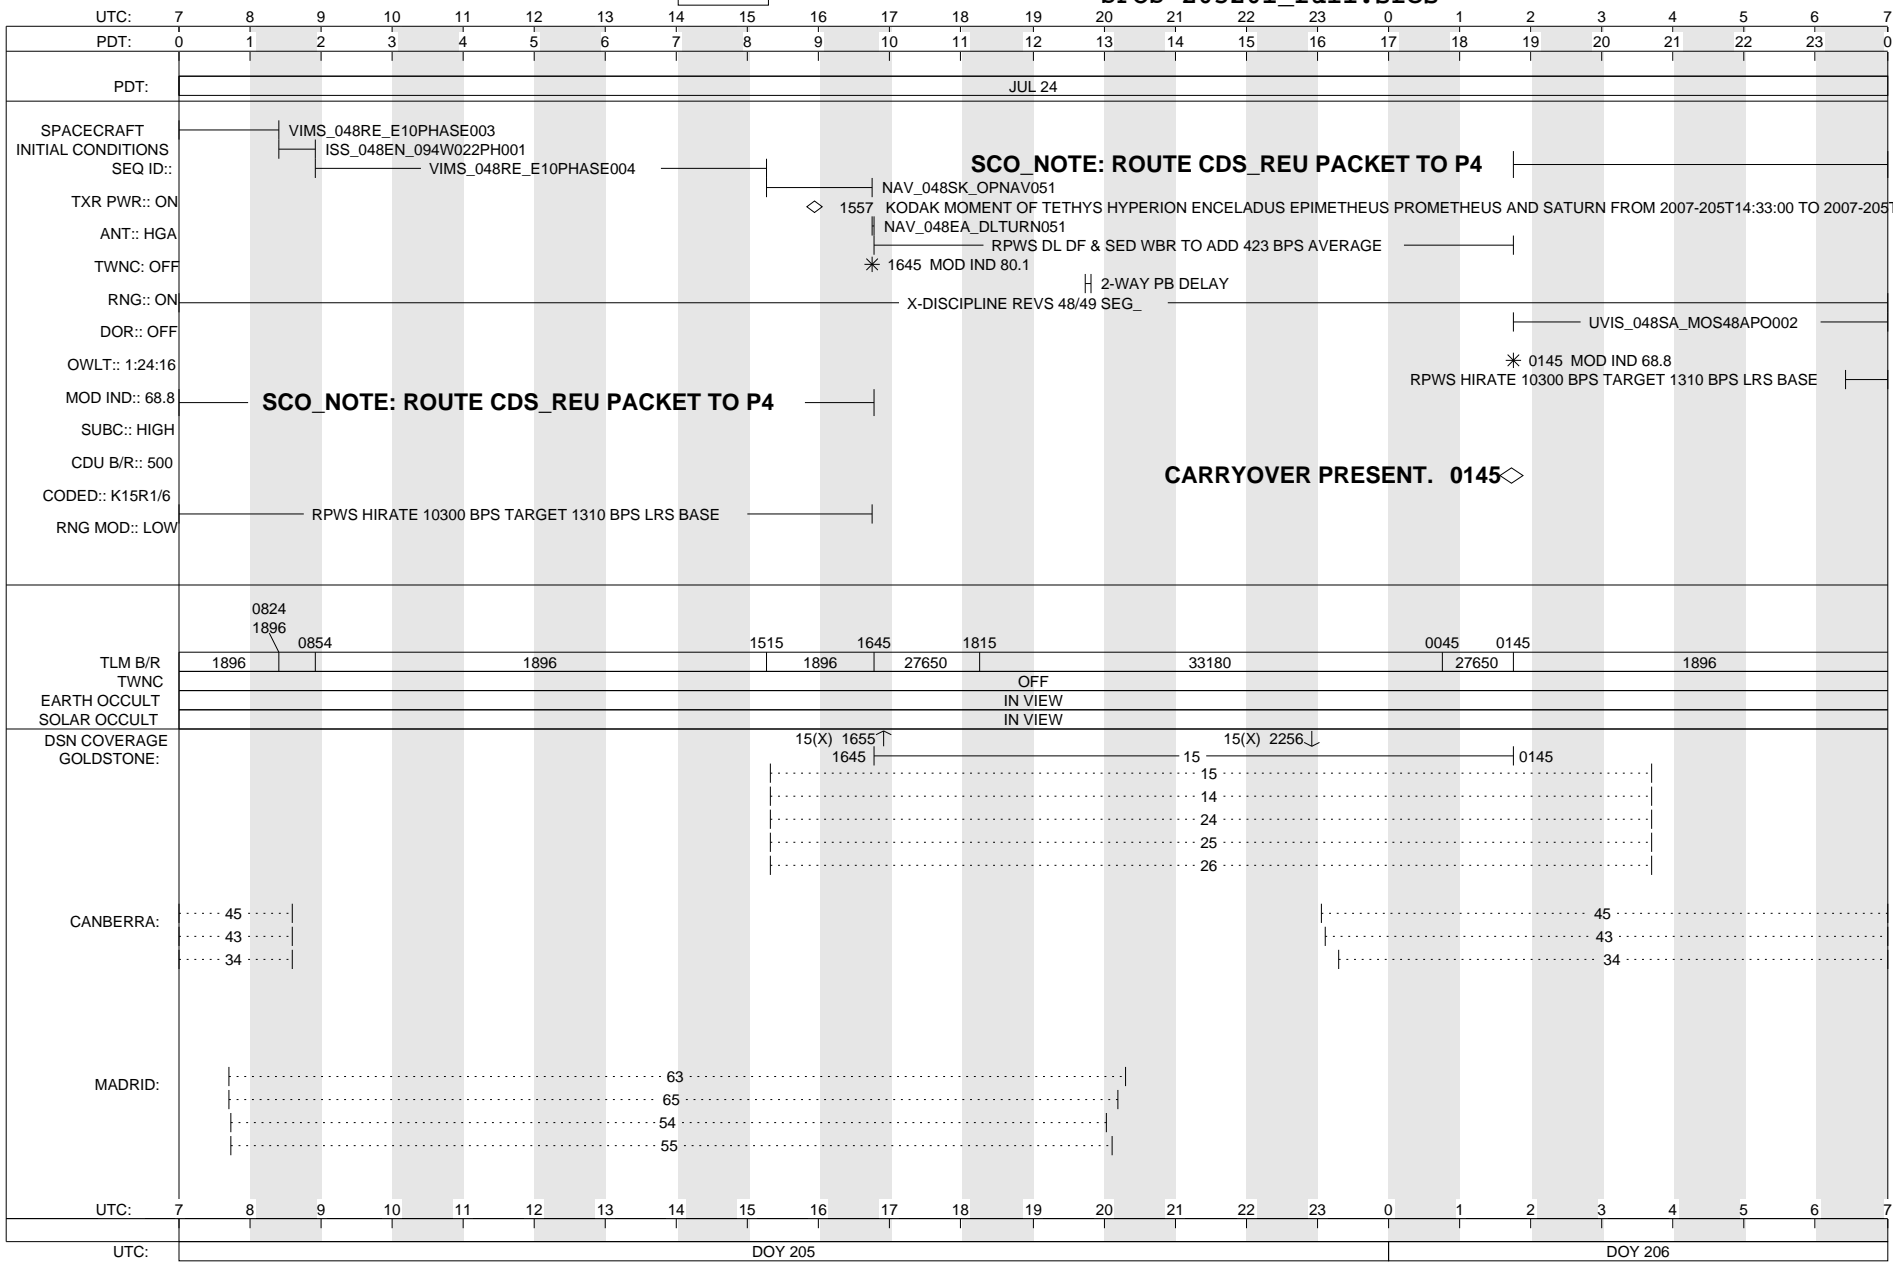 UTC: 7 8 9 10 11 12 13 14 15 16 17 18 19 20 21 22 23 0 1 2 3 4 5 6 7
PDT: 0 1 2 3 4 5 6 7 8 9 10 11 12 13 14 15 16 17 18 19 20 21 22 23 0
PDT: JUL 24
SPACECRAFT VIMS_048RE_E10PHASE003
INITIAL CONDITIONS ISS_048EN_094W022PH001
SEQ ID:: VIMS_048RE_E10PHASE004 SCO_NOTE: ROUTE CDS_REU PACKET TO P4
NAV_048SK_OPNAV051
TXR PWR:: ON 1557 KODAK MOMENT OF TETHYS HYPERION ENCELADUS EPIMETHEUS PROMETHEUS AND SATURN FROM 2007-205T14:33:00 TO 2007-205T
ANT:: HGA NAV_048EA_DLTURN051
RPWS DL DF & SED WBR TO ADD 423 BPS AVERAGE
TWNC: OFF 1645 MOD IND 80.1
2-WAY PB DELAY
RNG:: ON X-DISCIPLINE REVS 48/49 SEG_
DOR:: OFF UVIS_048SA_MOS48APO002
OWLT:: 1:24:16 0145 MOD IND 68.8
RPWS HIRATE 10300 BPS TARGET 1310 BPS LRS BASE
MOD IND:: 68.8 SCO_NOTE: ROUTE CDS_REU PACKET TO P4
SUBC:: HIGH
CDU B/R:: 500 CARRYOVER PRESENT. 0145
CODED:: K15R1/6
RPWS HIRATE 10300 BPS TARGET 1310 BPS LRS BASE
RNG MOD:: LOW
0824
1896
0854 1515 1645 1815 0045 0145
TLM B/R 1896 1896 1896 27650 33180 27650 1896
TWNC OFF
EARTH OCCULT IN VIEW
SOLAR OCCULT IN VIEW
DSN COVERAGE 15(X) 1655 15(X) 2256
GOLDSTONE: 1645 15 0145
15
14
24
25
26
CANBERRA: 45 45
43 43
34 34
MADRID: 63
65
54
55
UTC: 7 8 9 10 11 12 13 14 15 16 17 18 19 20 21 22 23 0 1 2 3 4 5 6 7
UTC: DOY 205 DOY 206